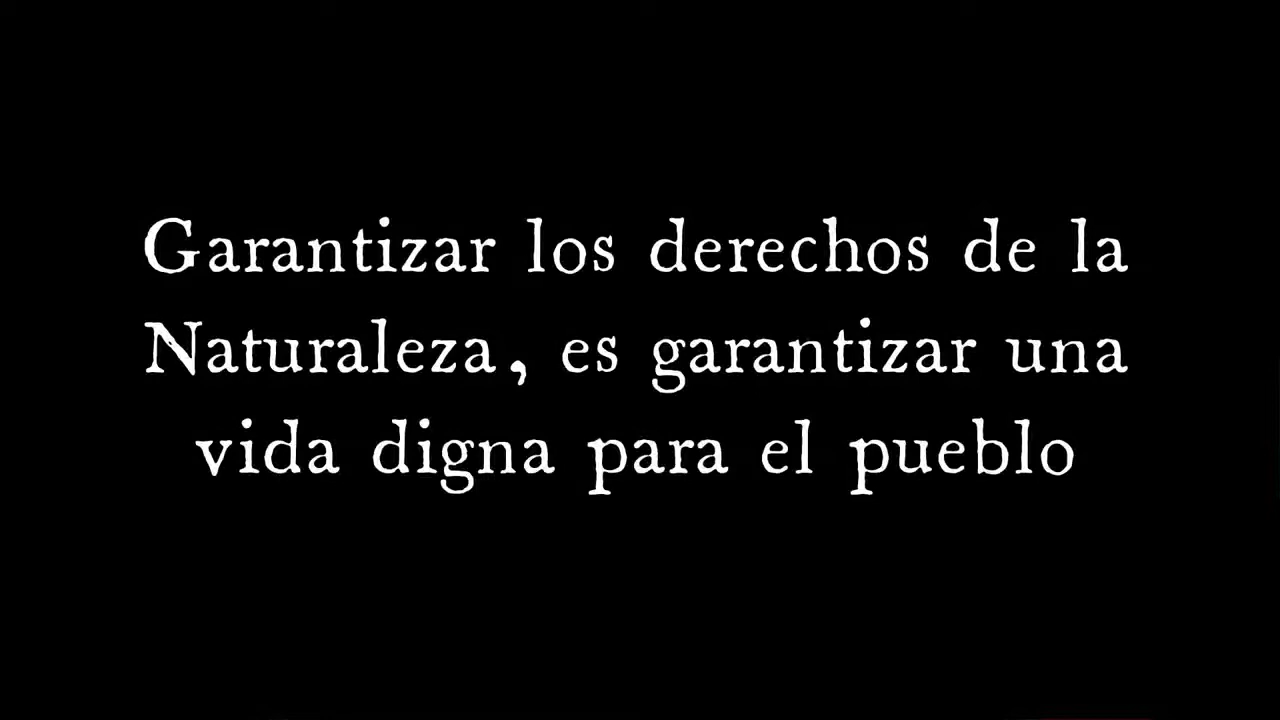 Garantizar los derechos de la
Naturaleza, es garantizar una
vida digna para el pueblo